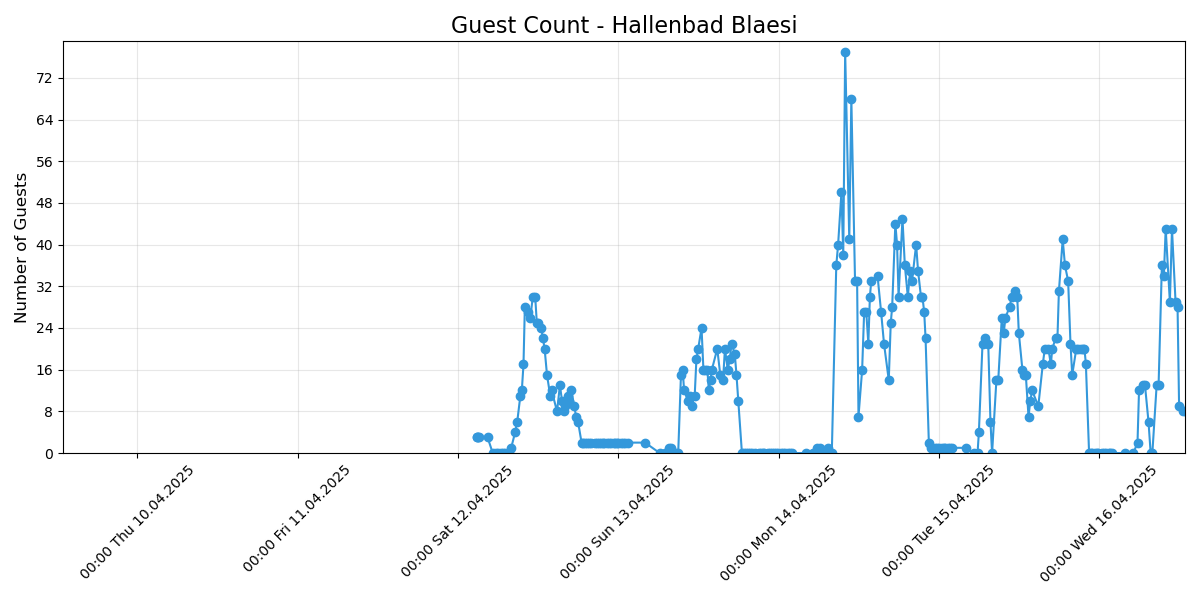 Guest Count - Hallenbad Blaesi
Number of Guests
72
64
56
48
40
32
24
16
8
0
00:00 Thu 10.04.2025
00:00 Fri 11.04.2025
00:00 Sat 12.04.2025
00:00 Sun 13.04.2025
00:00 Mon 14.04.2025
00:00 Tue 15.04.2025
00:00 Wed 16.04.2025